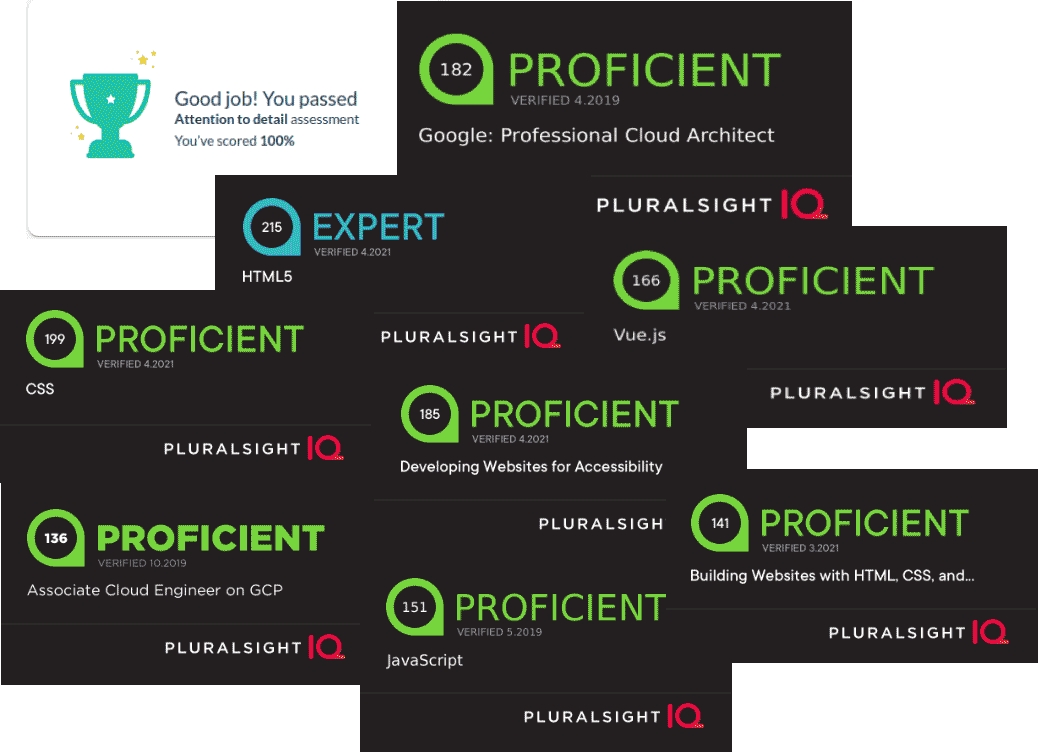 Good job! You passed
Attention to detail assessment
You've scored 100%
182 PROFICIENT
VERIFIED 4.2019
Google: Professional Cloud Architect
PLURALSIGHT IQ
215 EXPERT
VERIFIED 4.2021
HTML5
PLURALSIGHT IQ
166 PROFICIENT
VERIFIED 4.2021
Vue.js
PLURALSIGHT IQ
199 PROFICIENT
VERIFIED 4.2021
CSS
PLURALSIGHT IQ
185 PROFICIENT
VERIFIED 4.2021
Developing Websites for Accessibility
PLURALSIGH
136 PROFICIENT
VERIFIED 10.2019
Associate Cloud Engineer on GCP
PLURALSIGHT IQ
141 PROFICIENT
VERIFIED 3.2021
Building Websites with HTML, CSS, and...
PLURALSIGHT IQ
151 PROFICIENT
VERIFIED 5.2019
JavaScript
PLURALSIGHT IQ